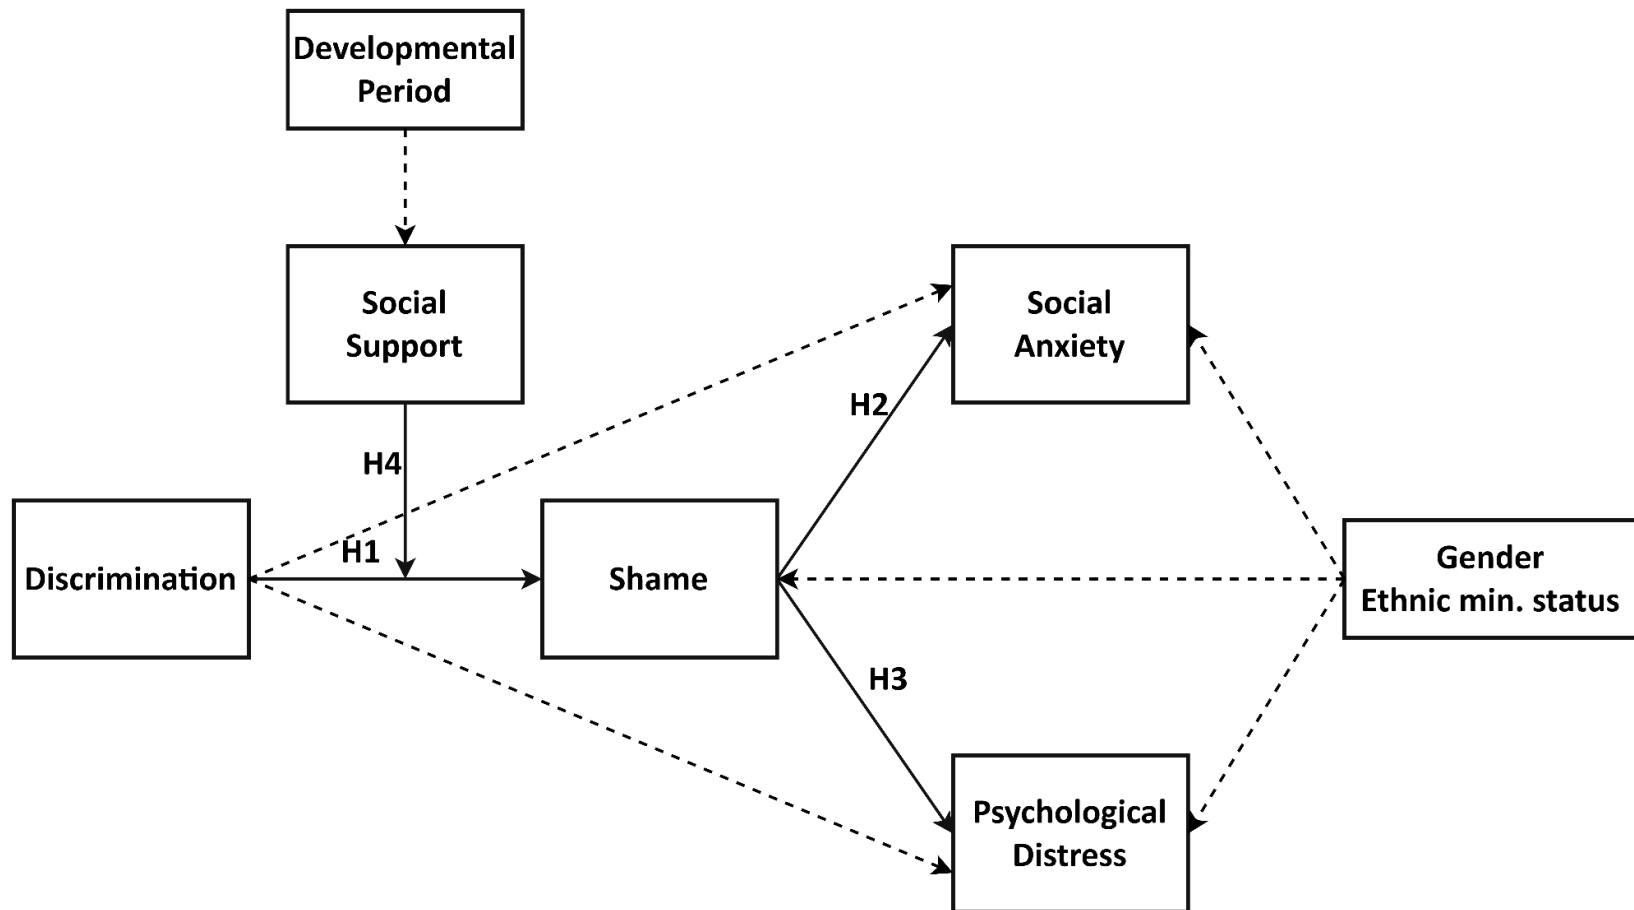 Developmental
Period
Social
Support
Social
Anxiety
H2
H4
H1
Discrimination
Shame
Gender
Ethnic min. status
H3
Psychological
Distress